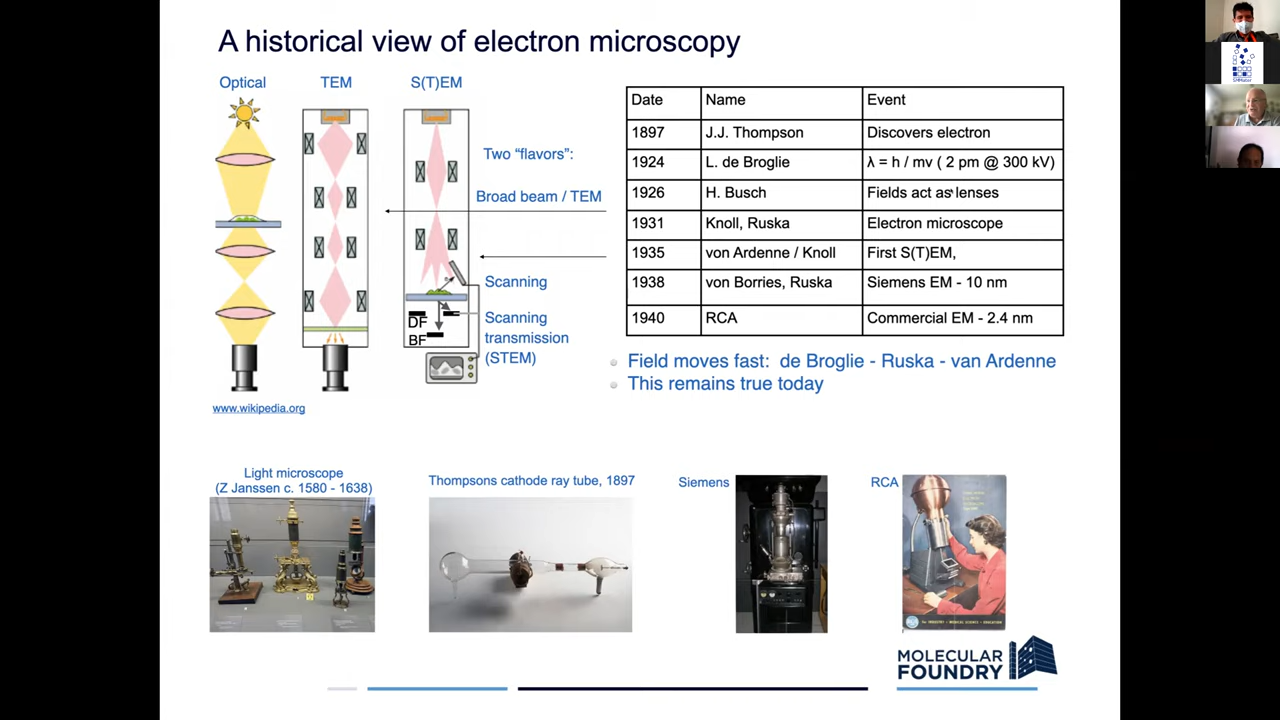 A historical view of electron microscopy
Optical
TEM
S(T)EM
Two “flavors”:
Broad beam / TEM
Scanning
Scanning
transmission
(STEM)
DF
BF
www.wikipedia.org
Date Name Event
1897 J.J. Thompson Discovers electron
1924 L. de Broglie λ = h / mv ( 2 pm @ 300 kV)
1926 H. Busch Fields act as lenses
1931 Knoll, Ruska Electron microscope
1935 von Ardenne / Knoll First S(T)EM,
1938 von Borries, Ruska Siemens EM - 10 nm
1940 RCA Commercial EM - 2.4 nm
Field moves fast: de Broglie - Ruska - van Ardenne
This remains true today
Light microscope
(Z Janssen c. 1580 - 1638)
Thompsons cathode ray tube, 1897
Siemens
RCA
MOLECULAR
FOUNDRY